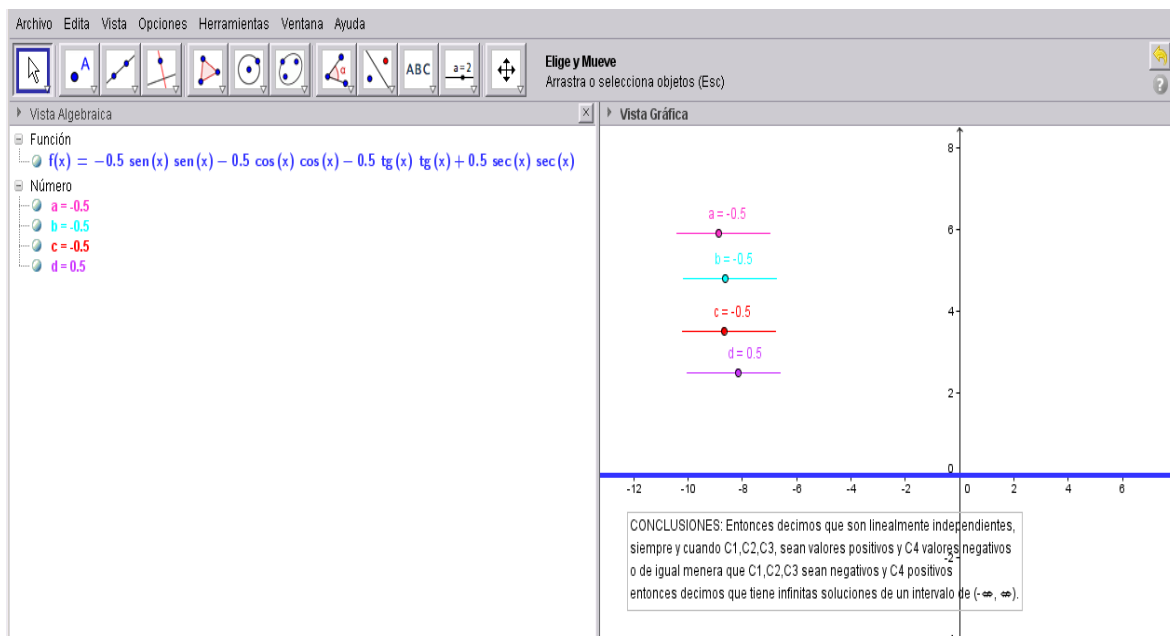 Archivo Edita Vista Opciones Herramientas Ventana Ayuda
A
α
ABC
a=2
Elige y Mueve
Arrastra o selecciona objetos (Esc)
?
Vista Algebraica
x
Vista Gráfica
Función
f(x) = −0.5 sen(x) sen(x) − 0.5 cos(x) cos(x) − 0.5 tg(x) tg(x) + 0.5 sec(x) sec(x)
Número
a = -0.5
b = -0.5
c = -0.5
d = 0.5
a = -0.5
b = -0.5
c = -0.5
d = 0.5
8
6
4
2
0
-2
-12 -10 -8 -6 -4 -2 0 2 4 6
CONCLUSIONES: Entonces decimos que son linealmente independientes,
siempre y cuando C1,C2,C3, sean valores positivos y C4 valores negativos
o de igual menera que C1,C2,C3 sean negativos y C4 positivos
entonces decimos que tiene infinitas soluciones de un intervalo de (-∞, ∞).